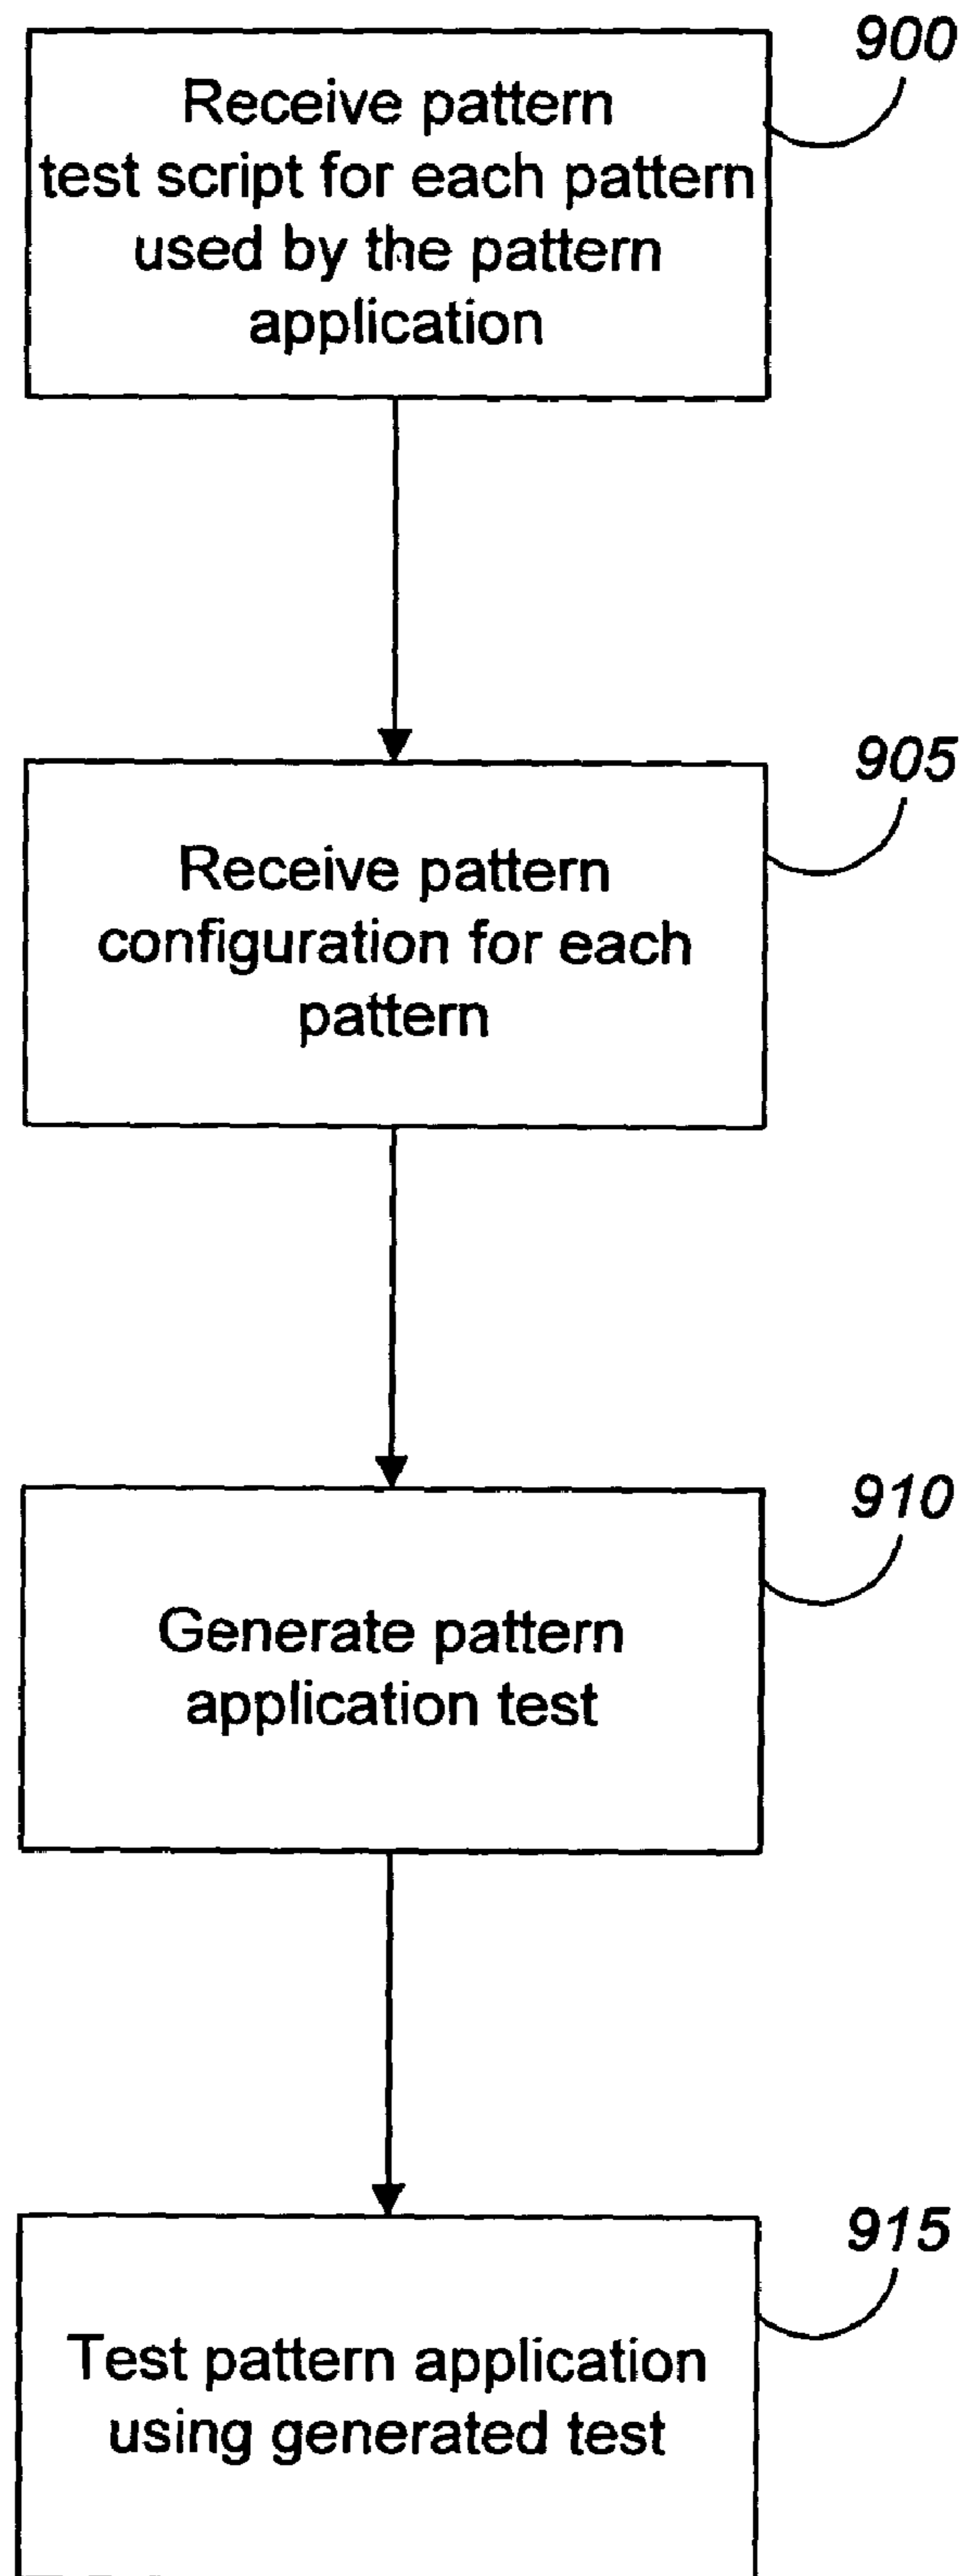 900
Receive pattern
test script for each pattern
used by the pattern
application
905
Receive pattern
configuration for each
pattern
910
Generate pattern
application test
915
Test pattern application
using generated test